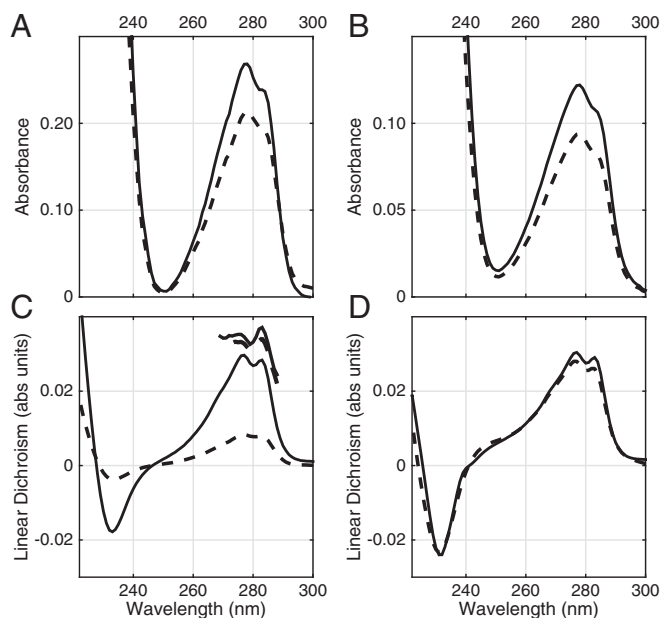 A
B
240 260 280 300
240 260 280 300
Absorbance
0.20
0.10
0
Absorbance
0.10
0.05
0
C
D
Linear Dichroism (abs units)
0.02
0
-0.02
Linear Dichroism (abs units)
0.02
0
-0.02
240 260 280 300
240 260 280 300
Wavelength (nm)
Wavelength (nm)